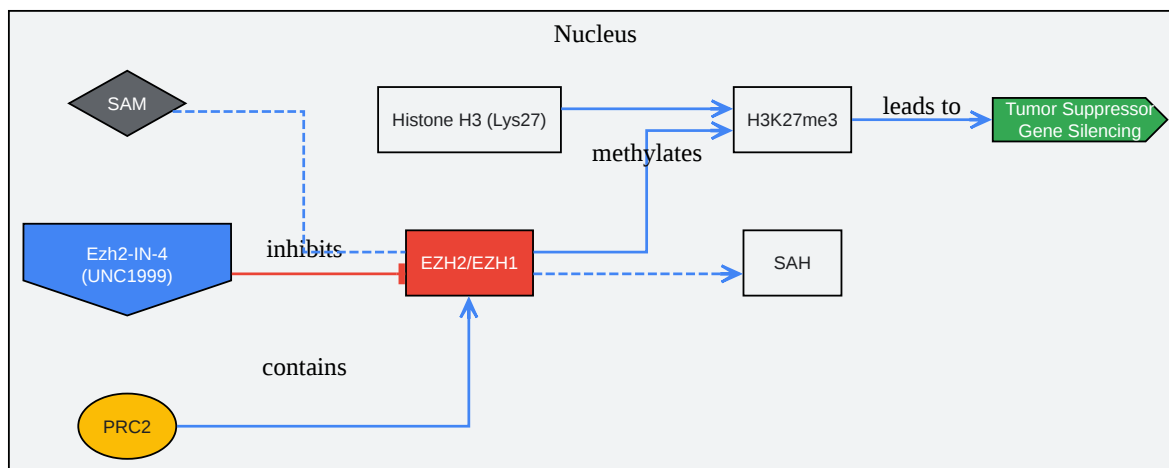 Nucleus
SAM
Histone H3 (Lys27)
H3K27me3
leads to
Tumor Suppressor
Gene Silencing
methylates
Ezh2-IN-4
(UNC1999)
inhibits
EZH2/EZH1
SAH
contains
PRC2